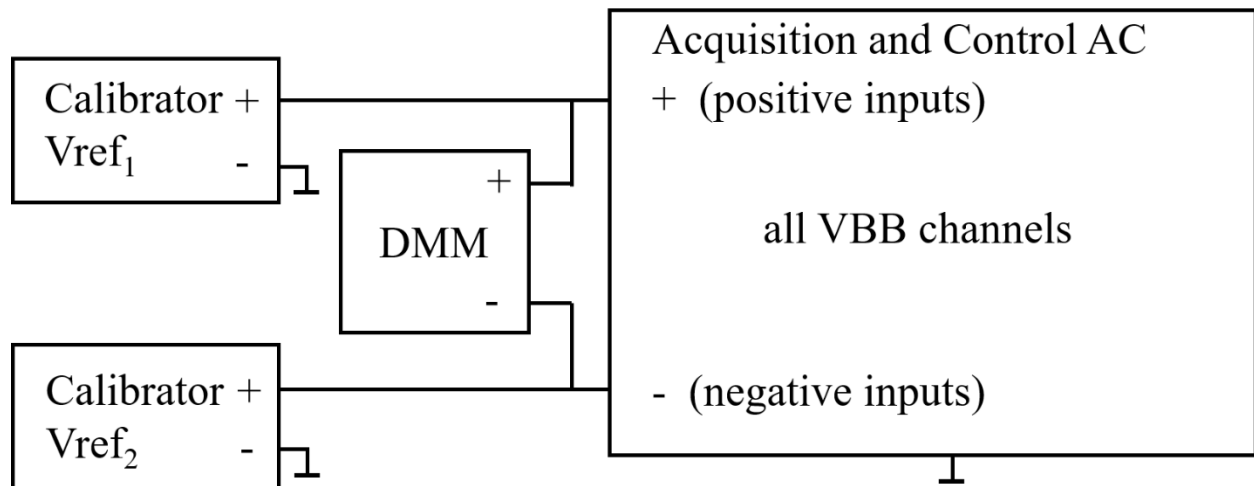 Acquisition and Control AC
+ (positive inputs)
all VBB channels
- (negative inputs)
Calibrator +
Vref₁ -
+
DMM
-
Calibrator +
Vref₂ -